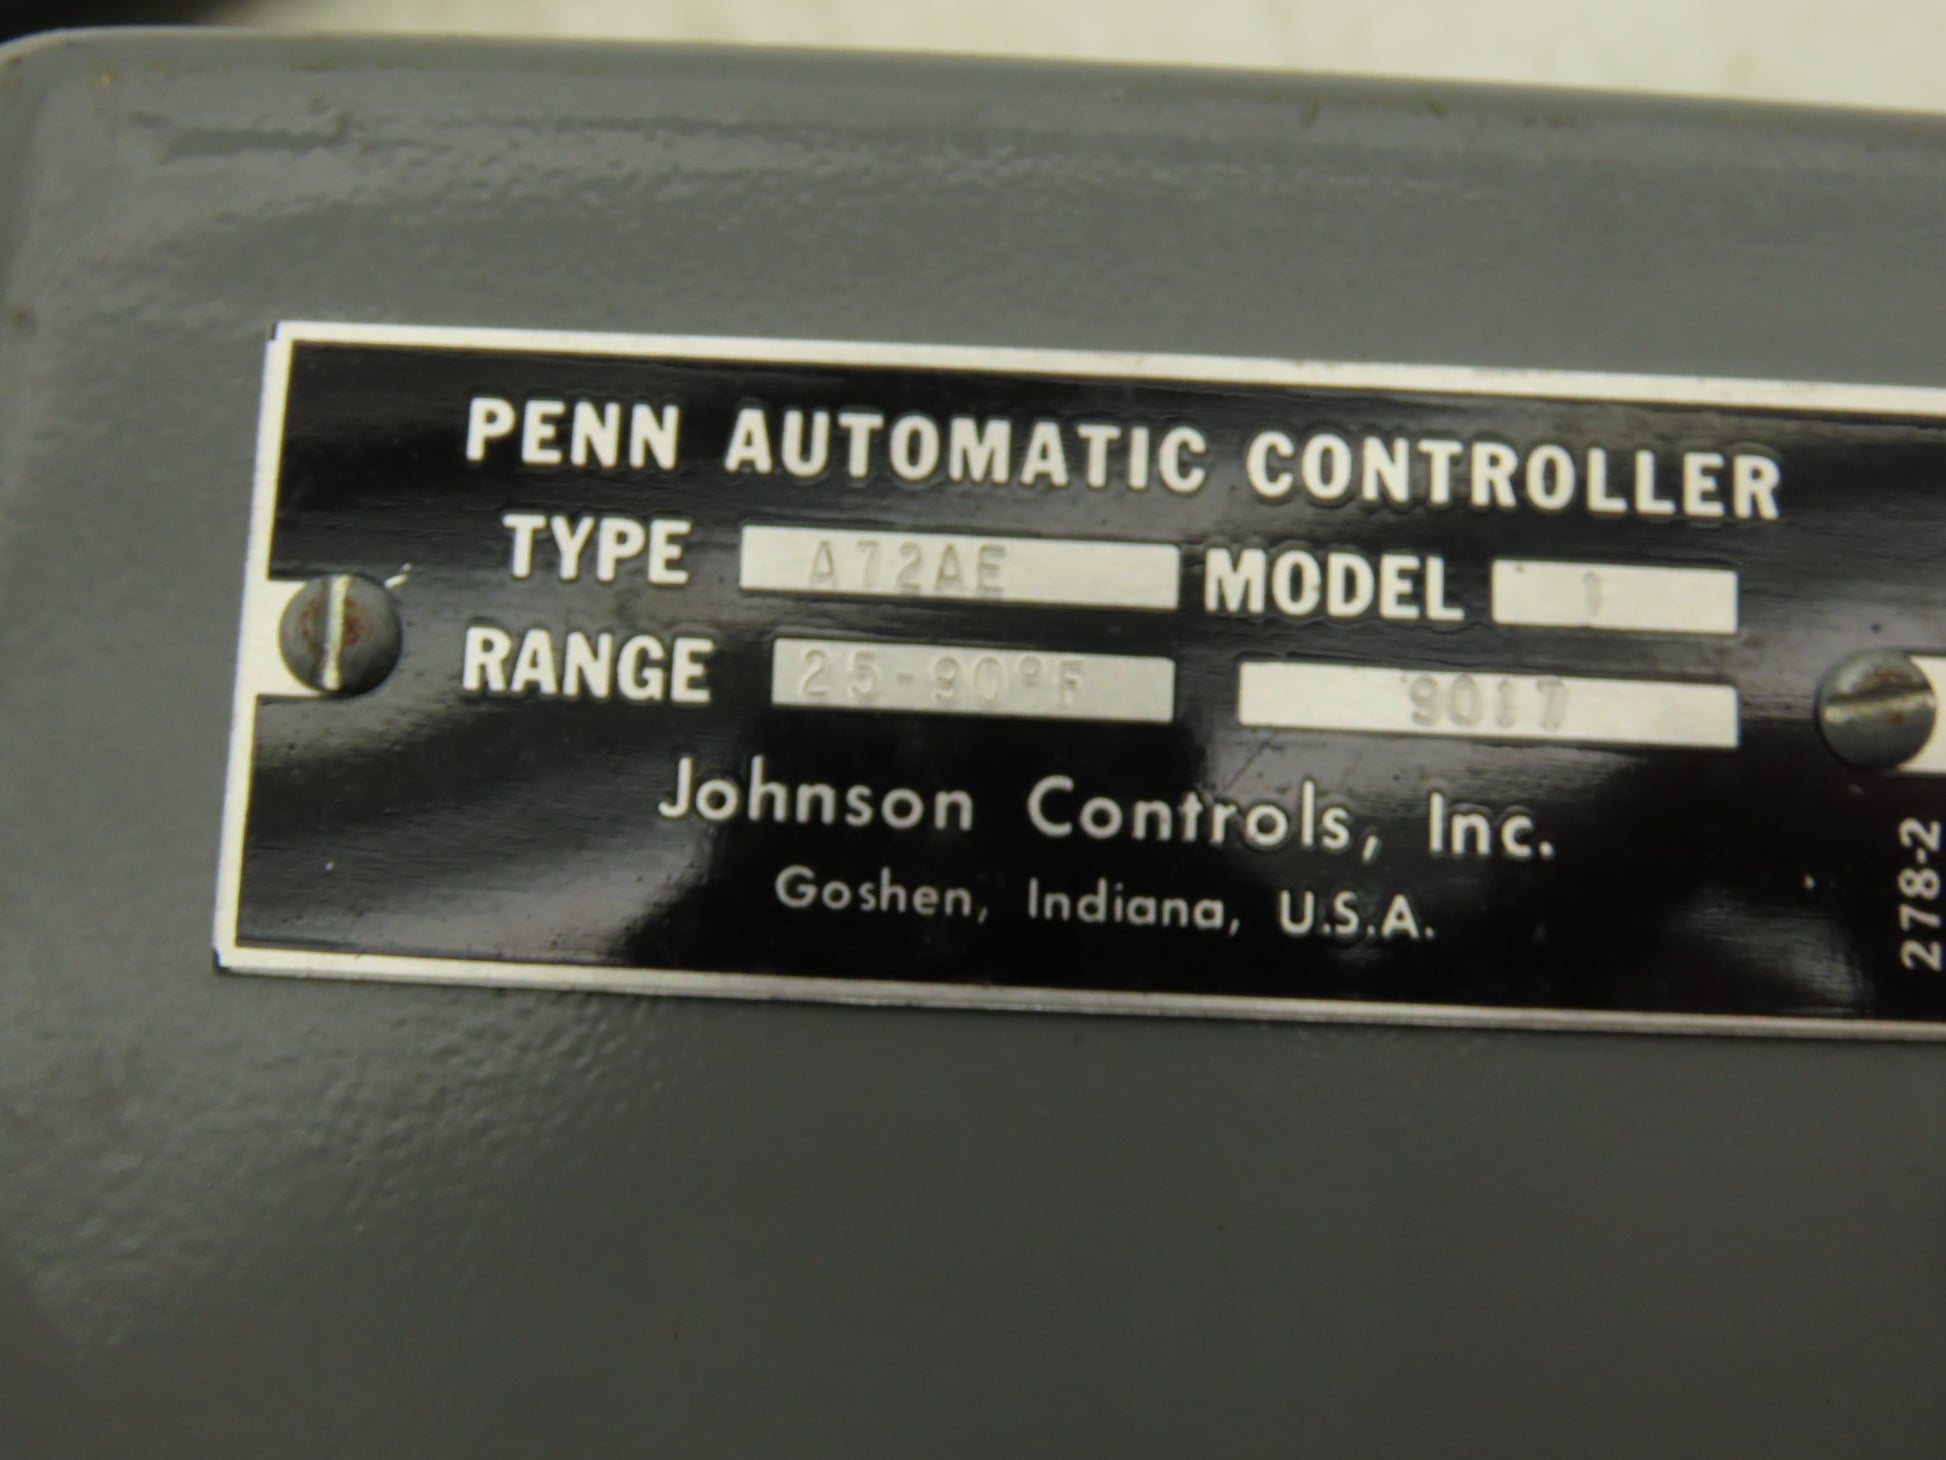 PENN AUTOMATIC CONTROLLER
TYPE A72AE MODEL 1
RANGE 25-90°F 9017
Johnson Controls, Inc.
Goshen, Indiana, U.S.A.
278-2